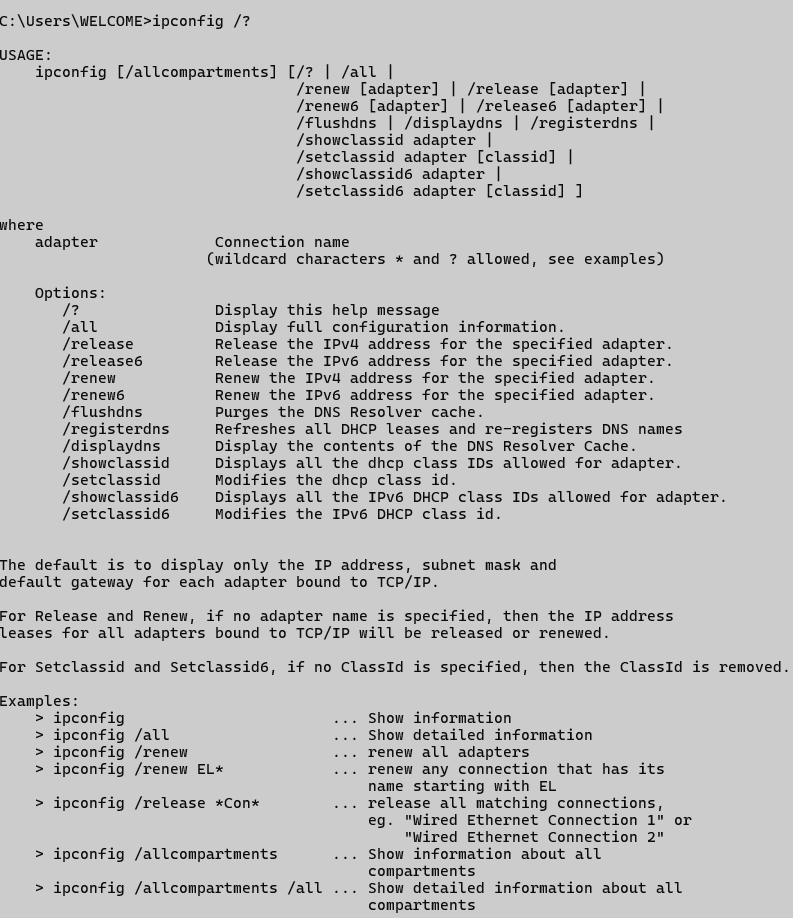 C:\Users\WELCOME>ipconfig /?
USAGE:
    ipconfig [/allcompartments] [/? | /all |
                                 /renew [adapter] | /release [adapter] |
                                 /renew6 [adapter] | /release6 [adapter] |
                                 /flushdns | /displaydns | /registerdns |
                                 /showclassid adapter |
                                 /setclassid adapter [classid] |
                                 /showclassid6 adapter |
                                 /setclassid6 adapter [classid] ]
where
    adapter             Connection name
                       (wildcard characters * and ? allowed, see examples)
    Options:
       /?               Display this help message
       /all             Display full configuration information.
       /release         Release the IPv4 address for the specified adapter.
       /release6        Release the IPv6 address for the specified adapter.
       /renew           Renew the IPv4 address for the specified adapter.
       /renew6          Renew the IPv6 address for the specified adapter.
       /flushdns        Purges the DNS Resolver cache.
       /registerdns     Refreshes all DHCP leases and re-registers DNS names
       /displaydns      Display the contents of the DNS Resolver Cache.
       /showclassid     Displays all the dhcp class IDs allowed for adapter.
       /setclassid      Modifies the dhcp class id.
       /showclassid6    Displays all the IPv6 DHCP class IDs allowed for adapter.
       /setclassid6     Modifies the IPv6 DHCP class id.
The default is to display only the IP address, subnet mask and
default gateway for each adapter bound to TCP/IP.
For Release and Renew, if no adapter name is specified, then the IP address
leases for all adapters bound to TCP/IP will be released or renewed.
For Setclassid and Setclassid6, if no ClassId is specified, then the ClassId is removed.
Examples:
    > ipconfig                       ... Show information
    > ipconfig /all                  ... Show detailed information
    > ipconfig /renew                ... renew all adapters
    > ipconfig /renew EL*            ... renew any connection that has its
                                         name starting with EL
    > ipconfig /release *Con*        ... release all matching connections,
                                         eg. "Wired Ethernet Connection 1" or
                                             "Wired Ethernet Connection 2"
    > ipconfig /allcompartments      ... Show information about all
                                         compartments
    > ipconfig /allcompartments /all ... Show detailed information about all
                                         compartments